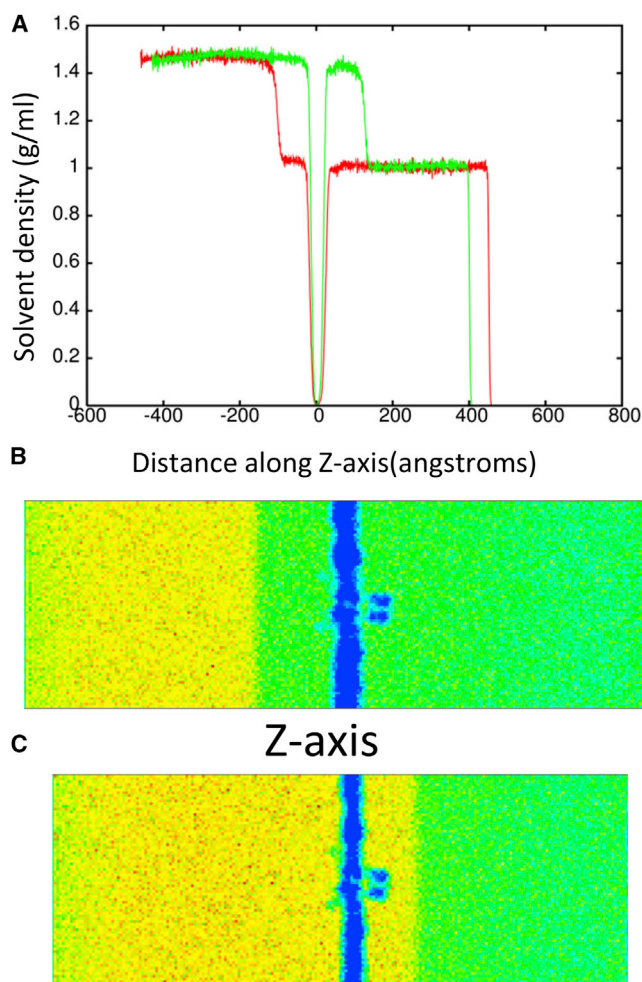 A
1.6
1.4
1.2
1
0.8
0.6
0.4
0.2
0
Solvent density (g/ml)
-600 -400 -200 0 200 400 600 800
B
Distance along Z-axis(angstroms)
C
Z-axis